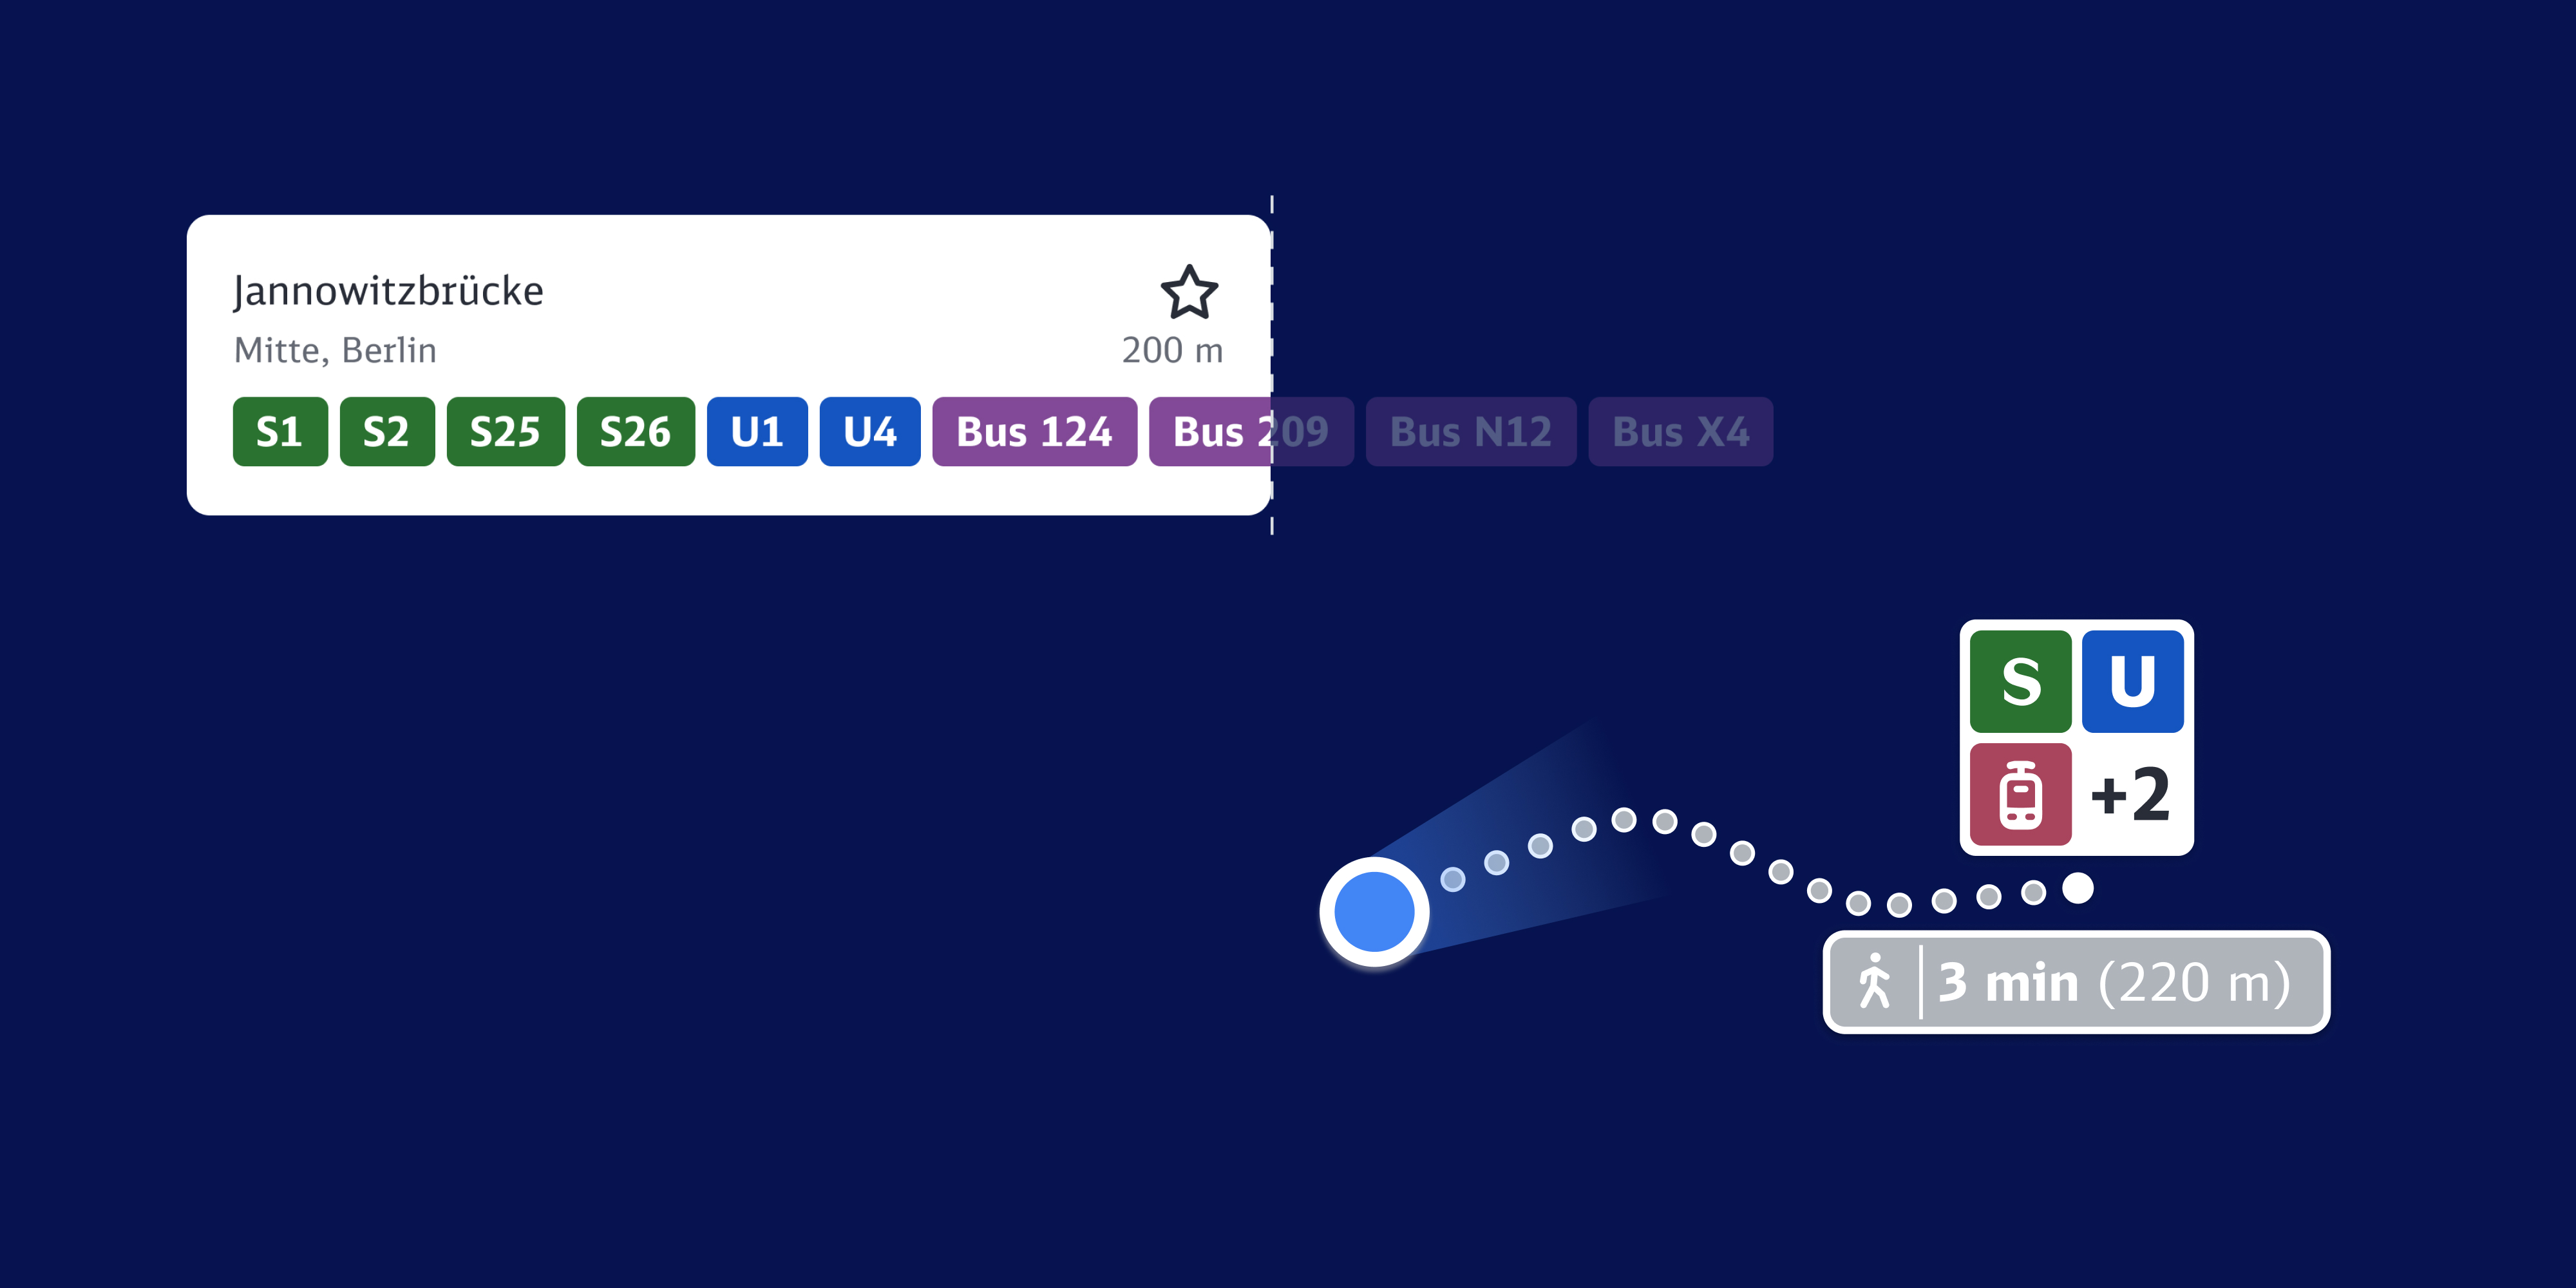 Jannowitzbrücke
Mitte, Berlin
200 m
S1 S2 S25 S26 U1 U4 Bus 124 Bus 209 Bus N12 Bus X4
S U
+2
3 min (220 m)